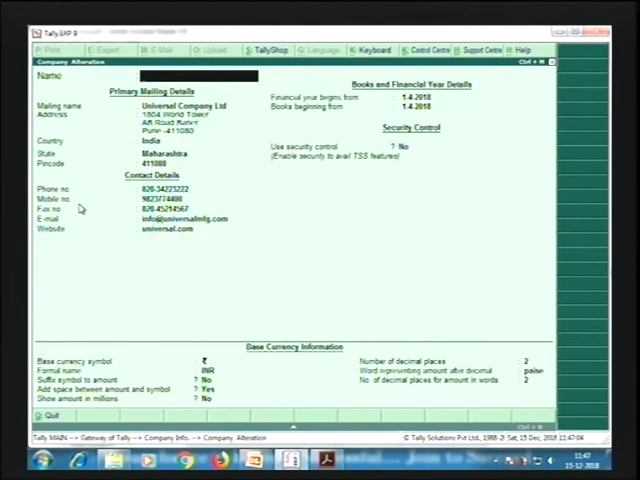 Tally.ERP 9
P: Print E: Export M: E-Mail O: Upload S: TallyShop G: Language K: Keyboard K: Control Centre H: Support Centre H: Help
Company Alteration Ctrl + M
Name
Primary Mailing Details
Mailing name Universal Company Ltd
Address 1804,World Tower
AB Road Baner
Pune -411080
Country India
State Maharashtra
Pincode 411080
Contact Details
Phone no 020-34223222
Mobile no 9823774400
Fax no 020-45214567
E-mail info@universalmfg.com
Website universal.com
Books and Financial Year Details
Financial year begins from : 1-4-2018
Books beginning from : 1-4-2018
Security Control
Use security control ? No
(Enable security to avail TSS features)
Base Currency Information
Base currency symbol : ₹
Formal name : INR
Suffix symbol to amount ? No
Add space between amount and symbol ? Yes
Show amount in millions ? No
Number of decimal places : 2
Word representing amount after decimal : paise
No. of decimal places for amount in words : 2
Q: Quit
Ctrl + N
Tally MAIN --> Gateway of Tally --> Company Info. --> Company Alteration © Tally Solutions Pvt Ltd., 1988-2 Sat, 15 Dec, 2018 11:47:04
11:47
15-12-2018